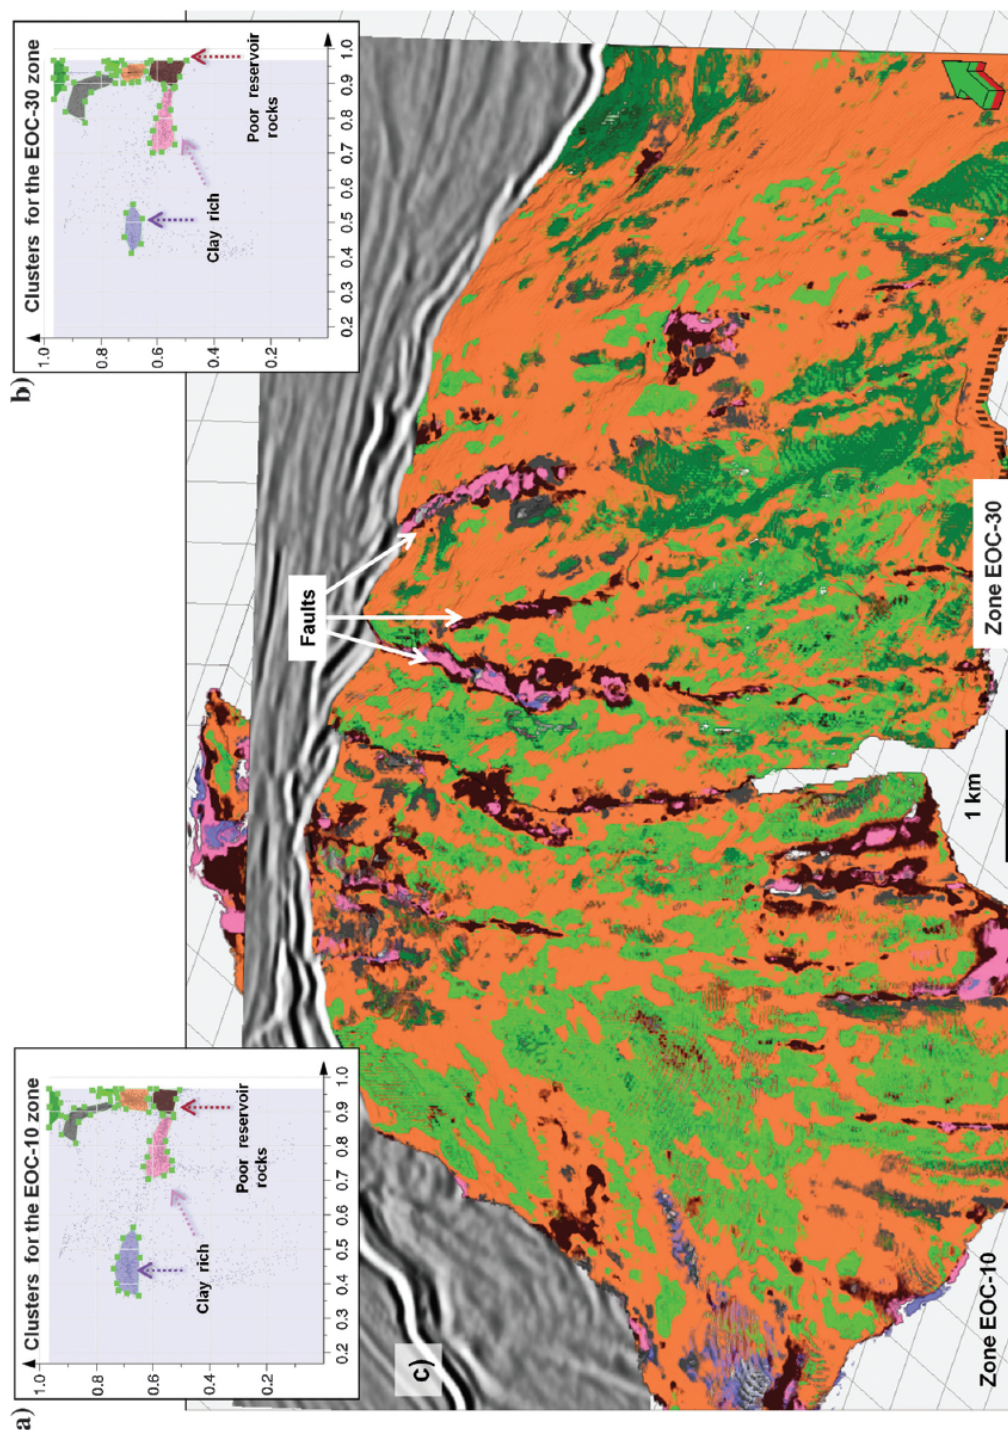 a)
Clusters for the EOC-10 zone
1.0
0.8
0.6
0.4
0.2
Clay rich
Poor reservoir
rocks
0.2 0.3 0.4 0.5 0.6 0.7 0.8 0.9 1.0
b)
Clusters for the EOC-30 zone
1.0
0.8
0.6
0.4
0.2
Clay rich
Poor reservoir
rocks
0.2 0.3 0.4 0.5 0.6 0.7 0.8 0.9 1.0
c)
Faults
Zone EOC-10
1 km
Zone EOC-30